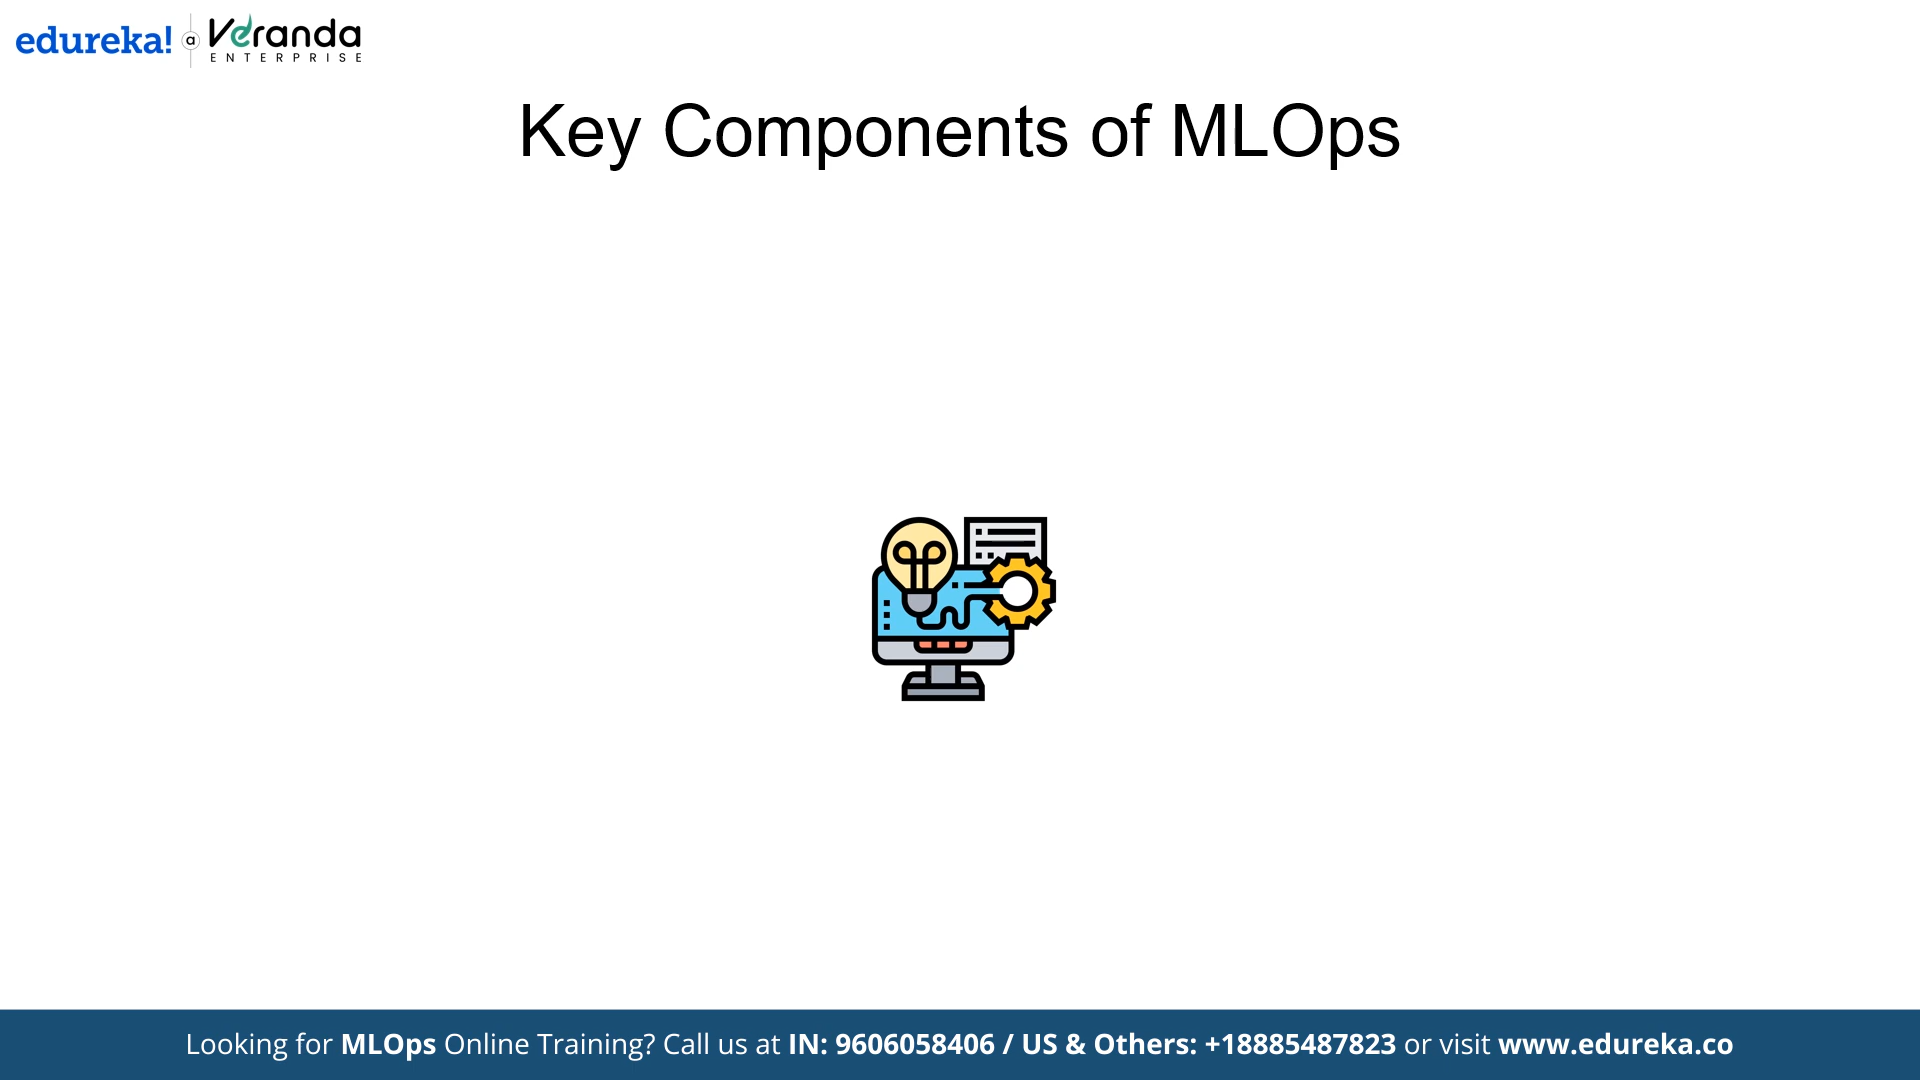 edureka! a Veranda
ENTERPRISE
Key Components of MLOps
Looking for MLOps Online Training? Call us at IN: 9606058406 / US & Others: +18885487823 or visit www.edureka.co